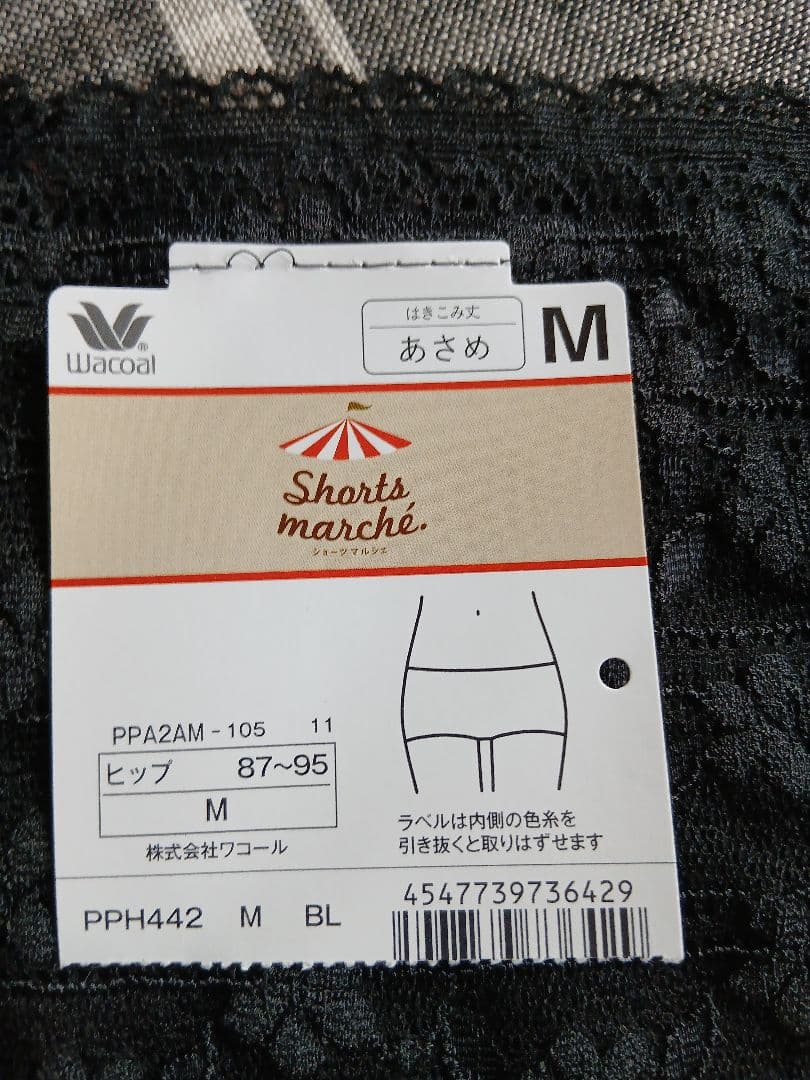 Wacoal®
はきこみ丈
あさめ
M
Shorts
marché.
ショーツマルシェ
PPA2AM-105 11
ヒップ 87~95
M
株式会社ワコール
ラベルは内側の色糸を
引き抜くと取りはずせます
PPH442 M BL
4547739736429